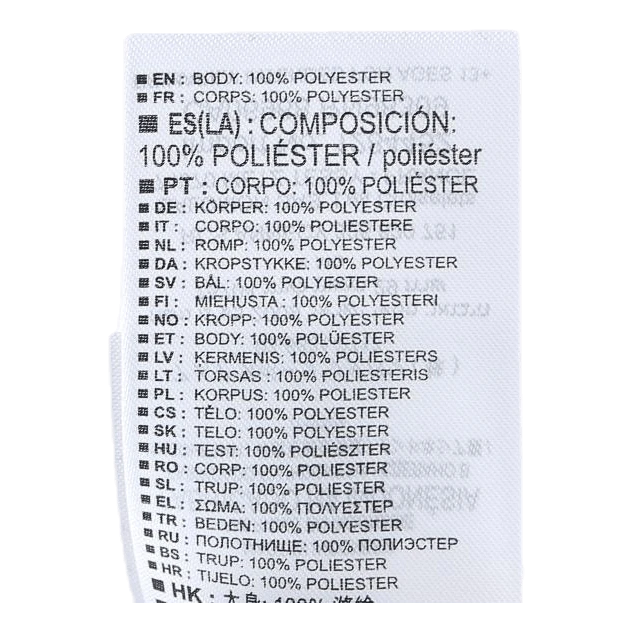 EN : BODY: 100% POLYESTER
FR : CORPS: 100% POLYESTER
ES(LA) : COMPOSICIÓN:
100% POLIÉSTER / poliéster
PT : CORPO: 100% POLIÉSTER
DE : KÖRPER: 100% POLYESTER
IT : CORPO: 100% POLIESTERE
NL : ROMP: 100% POLYESTER
DA : KROPSTYKKE: 100% POLYESTER
SV : BÅL: 100% POLYESTER
FI : MIEHUSTA: 100% POLYESTERI
NO : KROPP: 100% POLYESTER
ET : BODY: 100% POLÜESTER
LV : ĶERMENIS: 100% POLIESTERS
LT : TORSAS: 100% POLIESTERIS
PL : KORPUS: 100% POLIESTER
CS : TĚLO: 100% POLYESTER
SK : TELO: 100% POLYESTER
HU : TEST: 100% POLIÉSZTER
RO : CORP: 100% POLIESTER
SL : TRUP: 100% POLIESTER
EL : ΣΩΜΑ: 100% ΠΟΛΥΕΣΤΕΡ
TR : BEDEN: 100% POLYESTER
RU : ПОЛОТНИЩЕ: 100% ПОЛИЭСТЕР
BS : TRUP: 100% POLIESTER
HR : TIJELO: 100% POLIESTER
HK : 大身: 100%